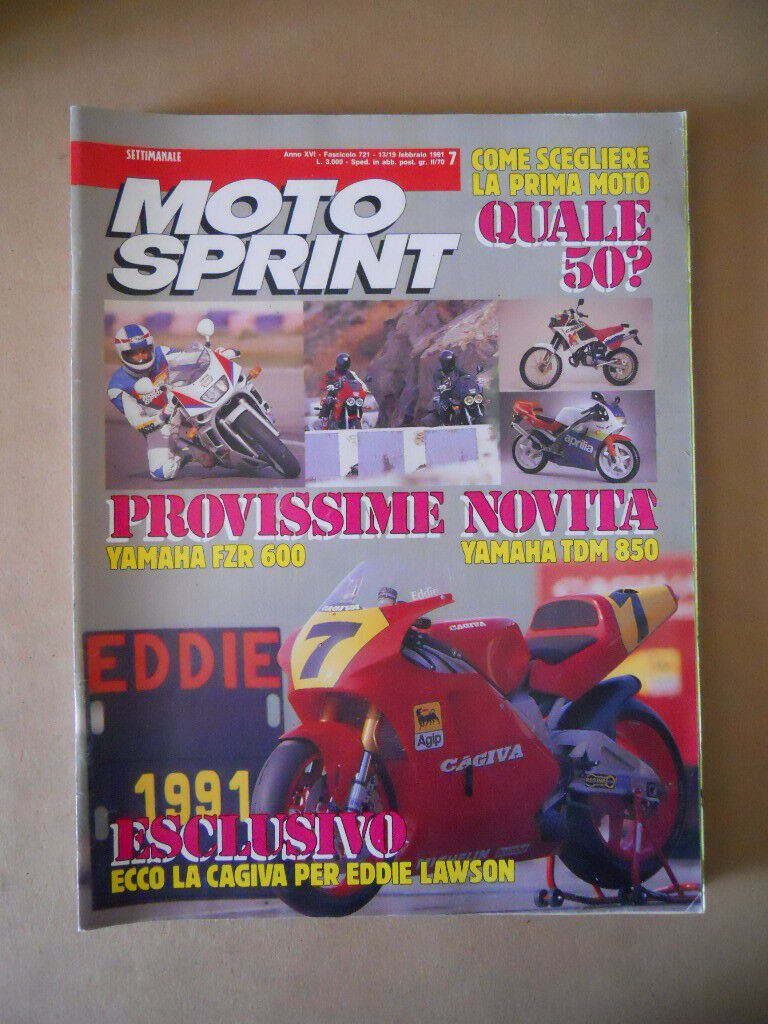 SETTIMANALE
Anno XVI - Fascicolo 721 - 13/19 febbraio 1991
L. 3.000 - Sped. in abb. post. gr. II/70
7
MOTO
SPRINT
COME SCEGLIERE
LA PRIMA MOTO
QUALE
50?
aprilia
PROVISSIME
YAMAHA FZR 600
NOVITA'
YAMAHA TDM 850
Eddie
7
CAGIVA
EDDIE
Agip
CAGIVA
1991
ESCLUSIVO
ECCO LA CAGIVA PER EDDIE LAWSON